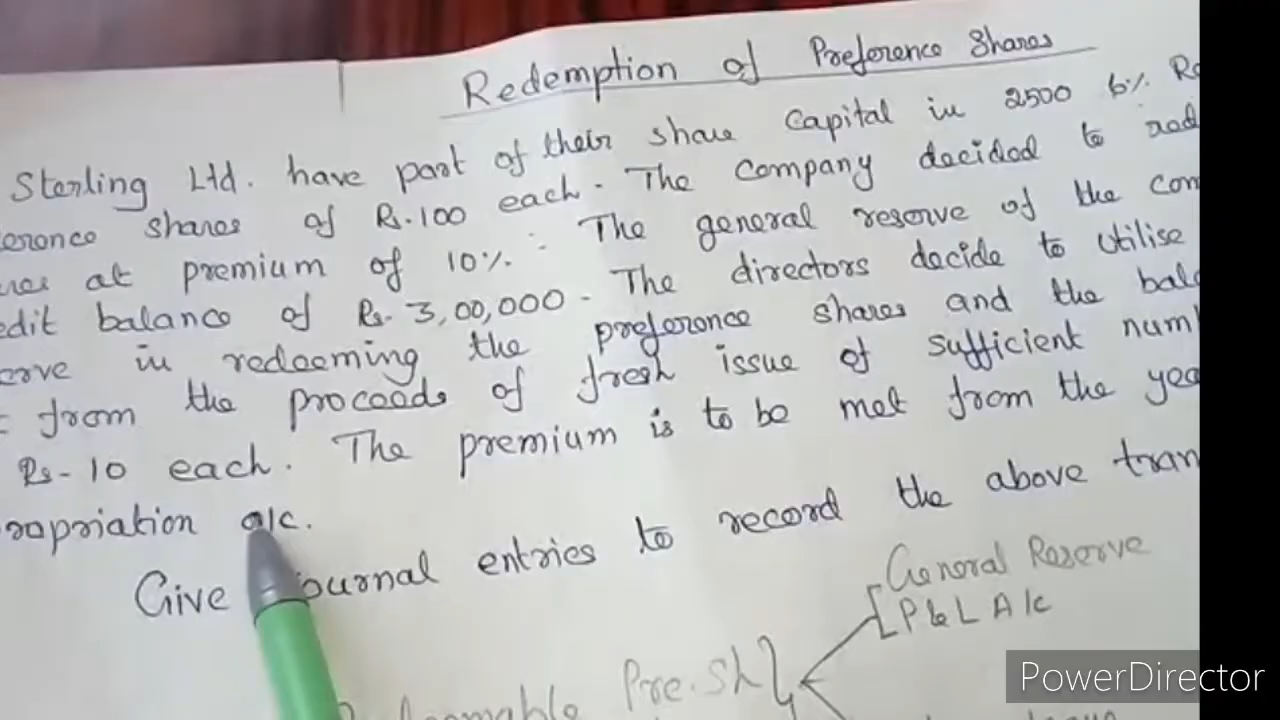 Redemption of Preference Shares
Sterling Ltd. have part of their share capital in 2500 6% Re
erence shares of Rs.100 each. The company decided to red
res at premium of 10%. The general reserve of the com
edit balance of Rs. 3,00,000. The directors decide to utilise
erve in redeeming the preference shares and the bala
from the proceeds of fresh issue of sufficient num
Rs-10 each. The premium is to be met from the yea
ropriation a/c.
Give journal entries to record the above tran
General Reserve
P & L A/c
Pre.Sh
PowerDirector